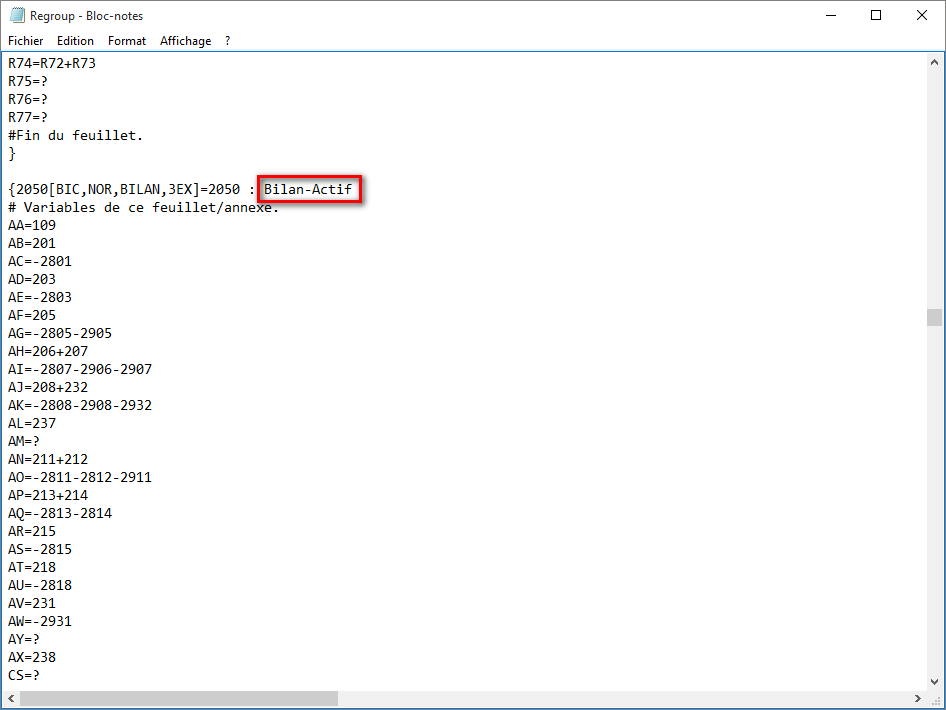 Regroup - Bloc-notes
Fichier Edition Format Affichage ?
R74=R72+R73
R75=?
R76=?
R77=?
#Fin du feuillet.
}
{2050[BIC,NOR,BILAN,3EX]=2050 : Bilan-Actif
# Variables de ce feuillet/annexe.
AA=109
AB=201
AC=-2801
AD=203
AE=-2803
AF=205
AG=-2805-2905
AH=206+207
AI=-2807-2906-2907
AJ=208+232
AK=-2808-2908-2932
AL=237
AM=?
AN=211+212
AO=-2811-2812-2911
AP=213+214
AQ=-2813-2814
AR=215
AS=-2815
AT=218
AU=-2818
AV=231
AW=-2931
AY=?
AX=238
CS=?